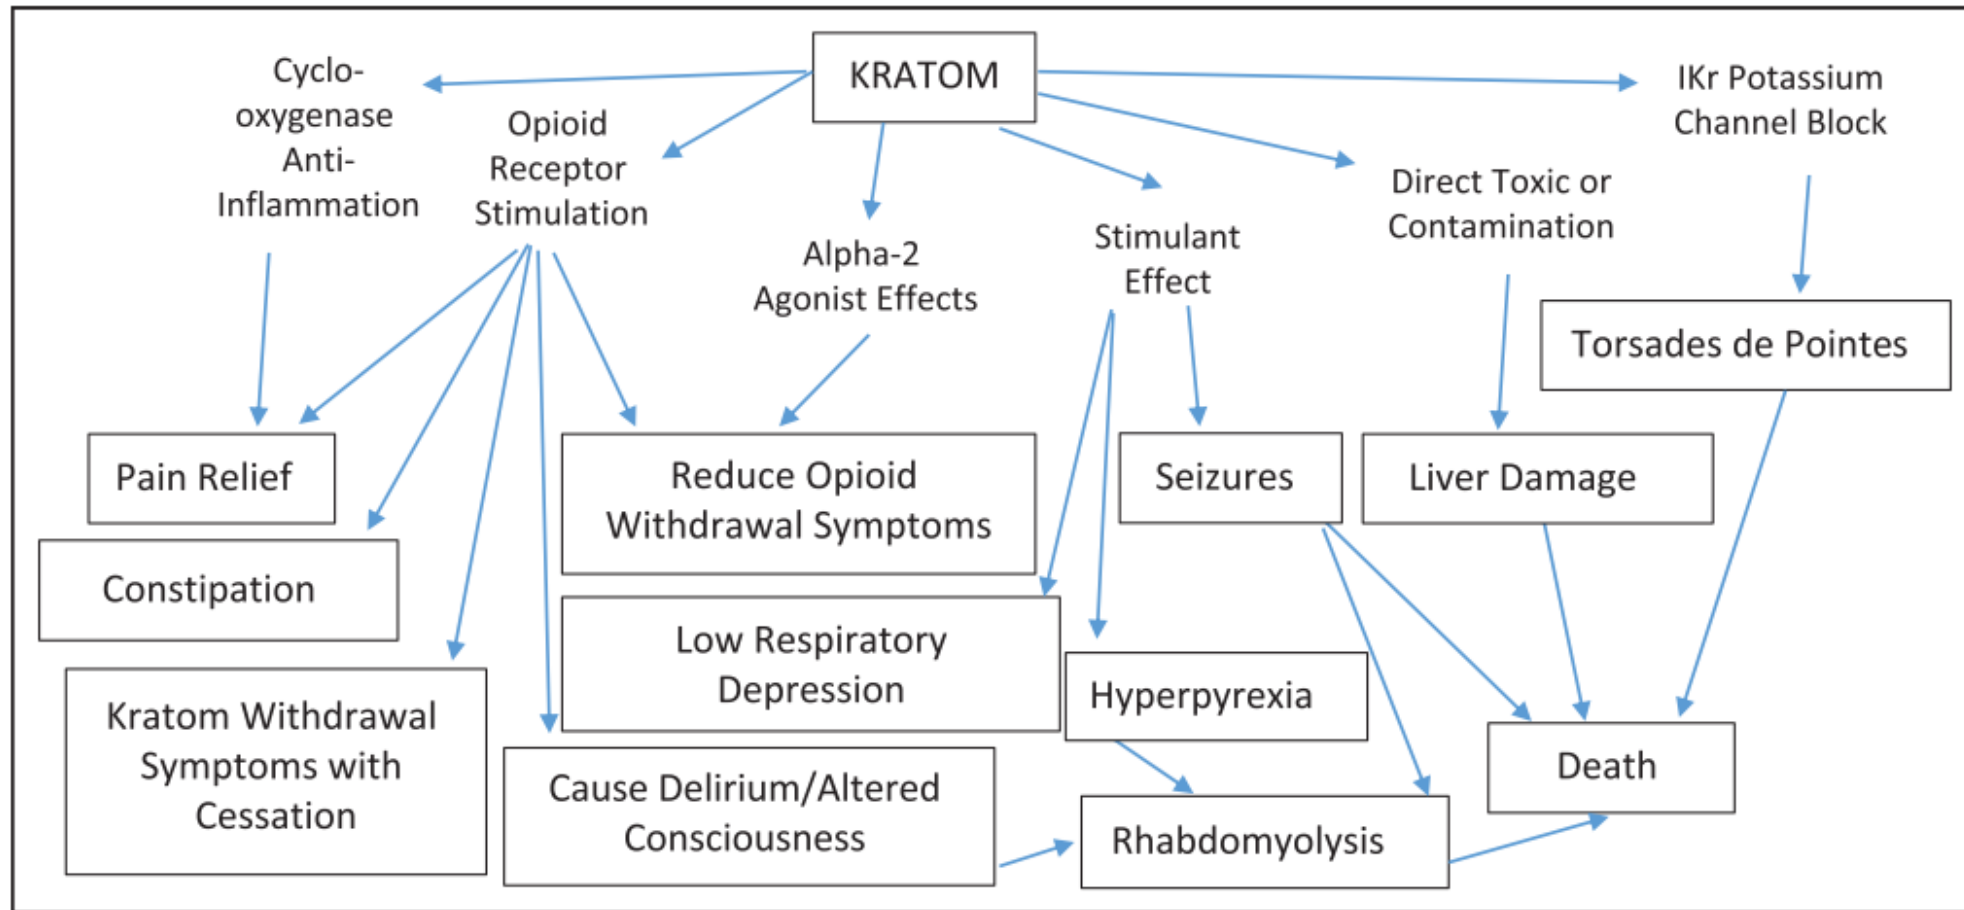 KRATOM
Cyclo-
oxygenase
Anti-
Inflammation
Opioid
Receptor
Stimulation
Alpha-2
Agonist Effects
Stimulant
Effect
Direct Toxic or
Contamination
IKr Potassium
Channel Block
Torsades de Pointes
Pain Relief
Reduce Opioid
Withdrawal Symptoms
Seizures
Liver Damage
Constipation
Low Respiratory
Depression
Hyperpyrexia
Kratom Withdrawal
Symptoms with
Cessation
Cause Delirium/Altered
Consciousness
Rhabdomyolysis
Death